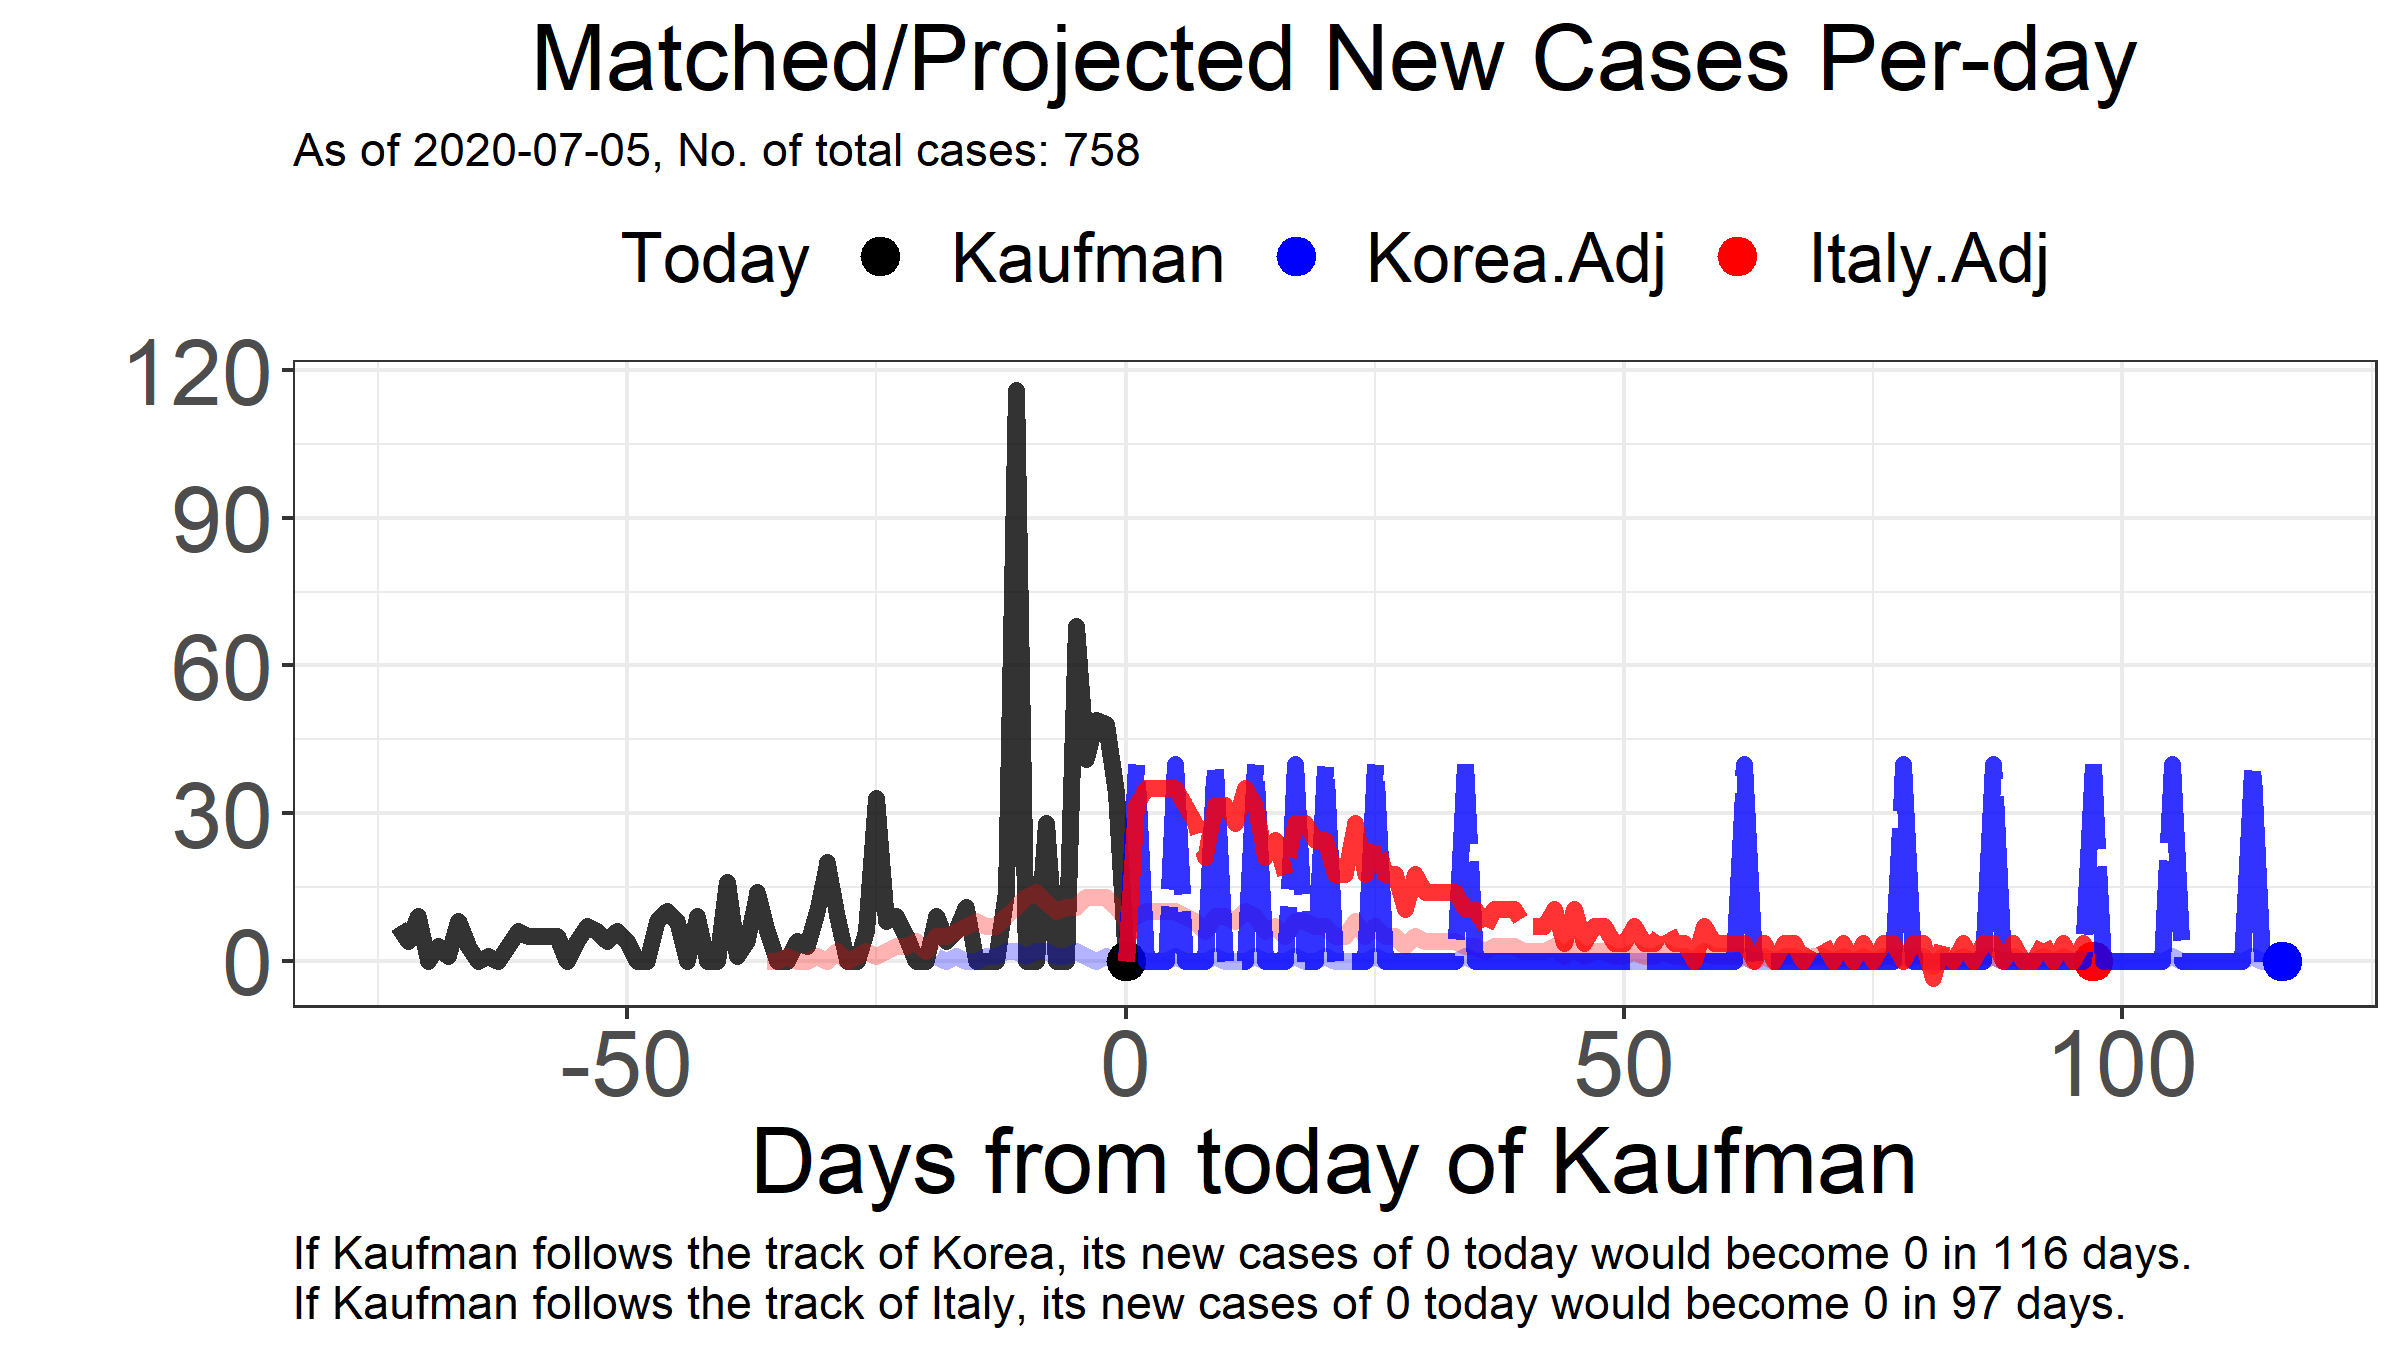 Matched/Projected New Cases Per-day
As of 2020-07-05, No. of total cases: 758
Today Kaufman Korea.Adj Italy.Adj
120
90
60
30
0
-50 0 50 100
Days from today of Kaufman
If Kaufman follows the track of Korea, its new cases of 0 today would become 0 in 116 days.
If Kaufman follows the track of Italy, its new cases of 0 today would become 0 in 97 days.